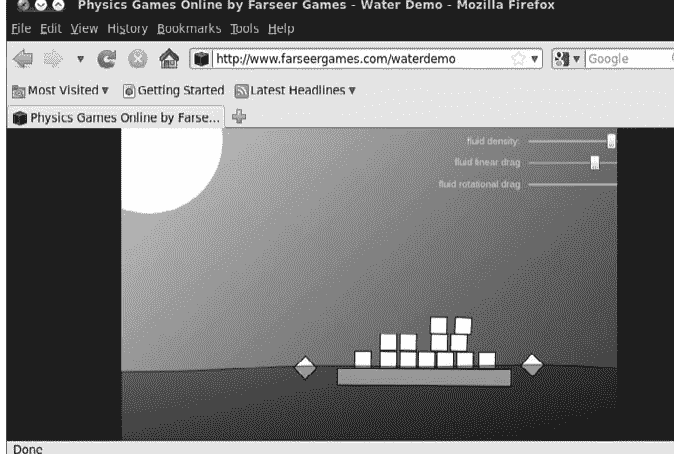 Physics Games Online by Farseer Games - Water Demo - Mozilla Firefox
File Edit View History Bookmarks Tools Help
http://www.farseergames.com/waterdemo Google
Most Visited Getting Started Latest Headlines
Physics Games Online by Farse...
fluid density:
fluid linear drag
fluid rotational drag
Done